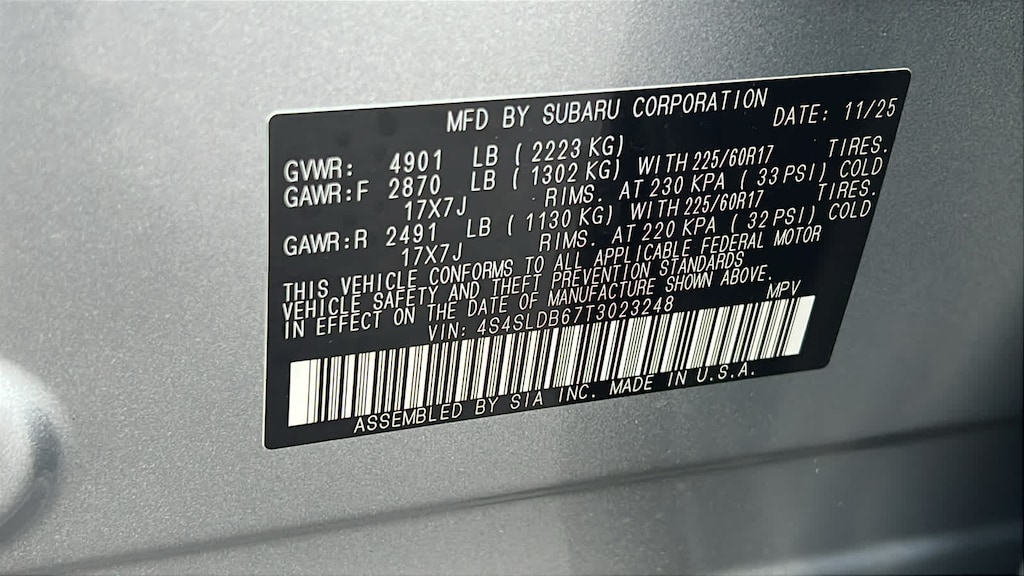 MFD BY SUBARU CORPORATION DATE: 11/25
GVWR: 4901 LB ( 2223 KG)
GAWR:F 2870 LB ( 1302 KG) WITH 225/60R17 TIRES.
17X7J RIMS. AT 230 KPA ( 33 PSI) COLD
GAWR:R 2491 LB ( 1130 KG) WITH 225/60R17 TIRES.
17X7J RIMS. AT 220 KPA ( 32 PSI) COLD
THIS VEHICLE CONFORMS TO ALL APPLICABLE FEDERAL MOTOR
VEHICLE SAFETY AND THEFT PREVENTION STANDARDS
IN EFFECT ON THE DATE OF MANUFACTURE SHOWN ABOVE.
VIN: 4S4SLDB67T3023248 MPV
ASSEMBLED BY SIA INC. MADE IN U.S.A.